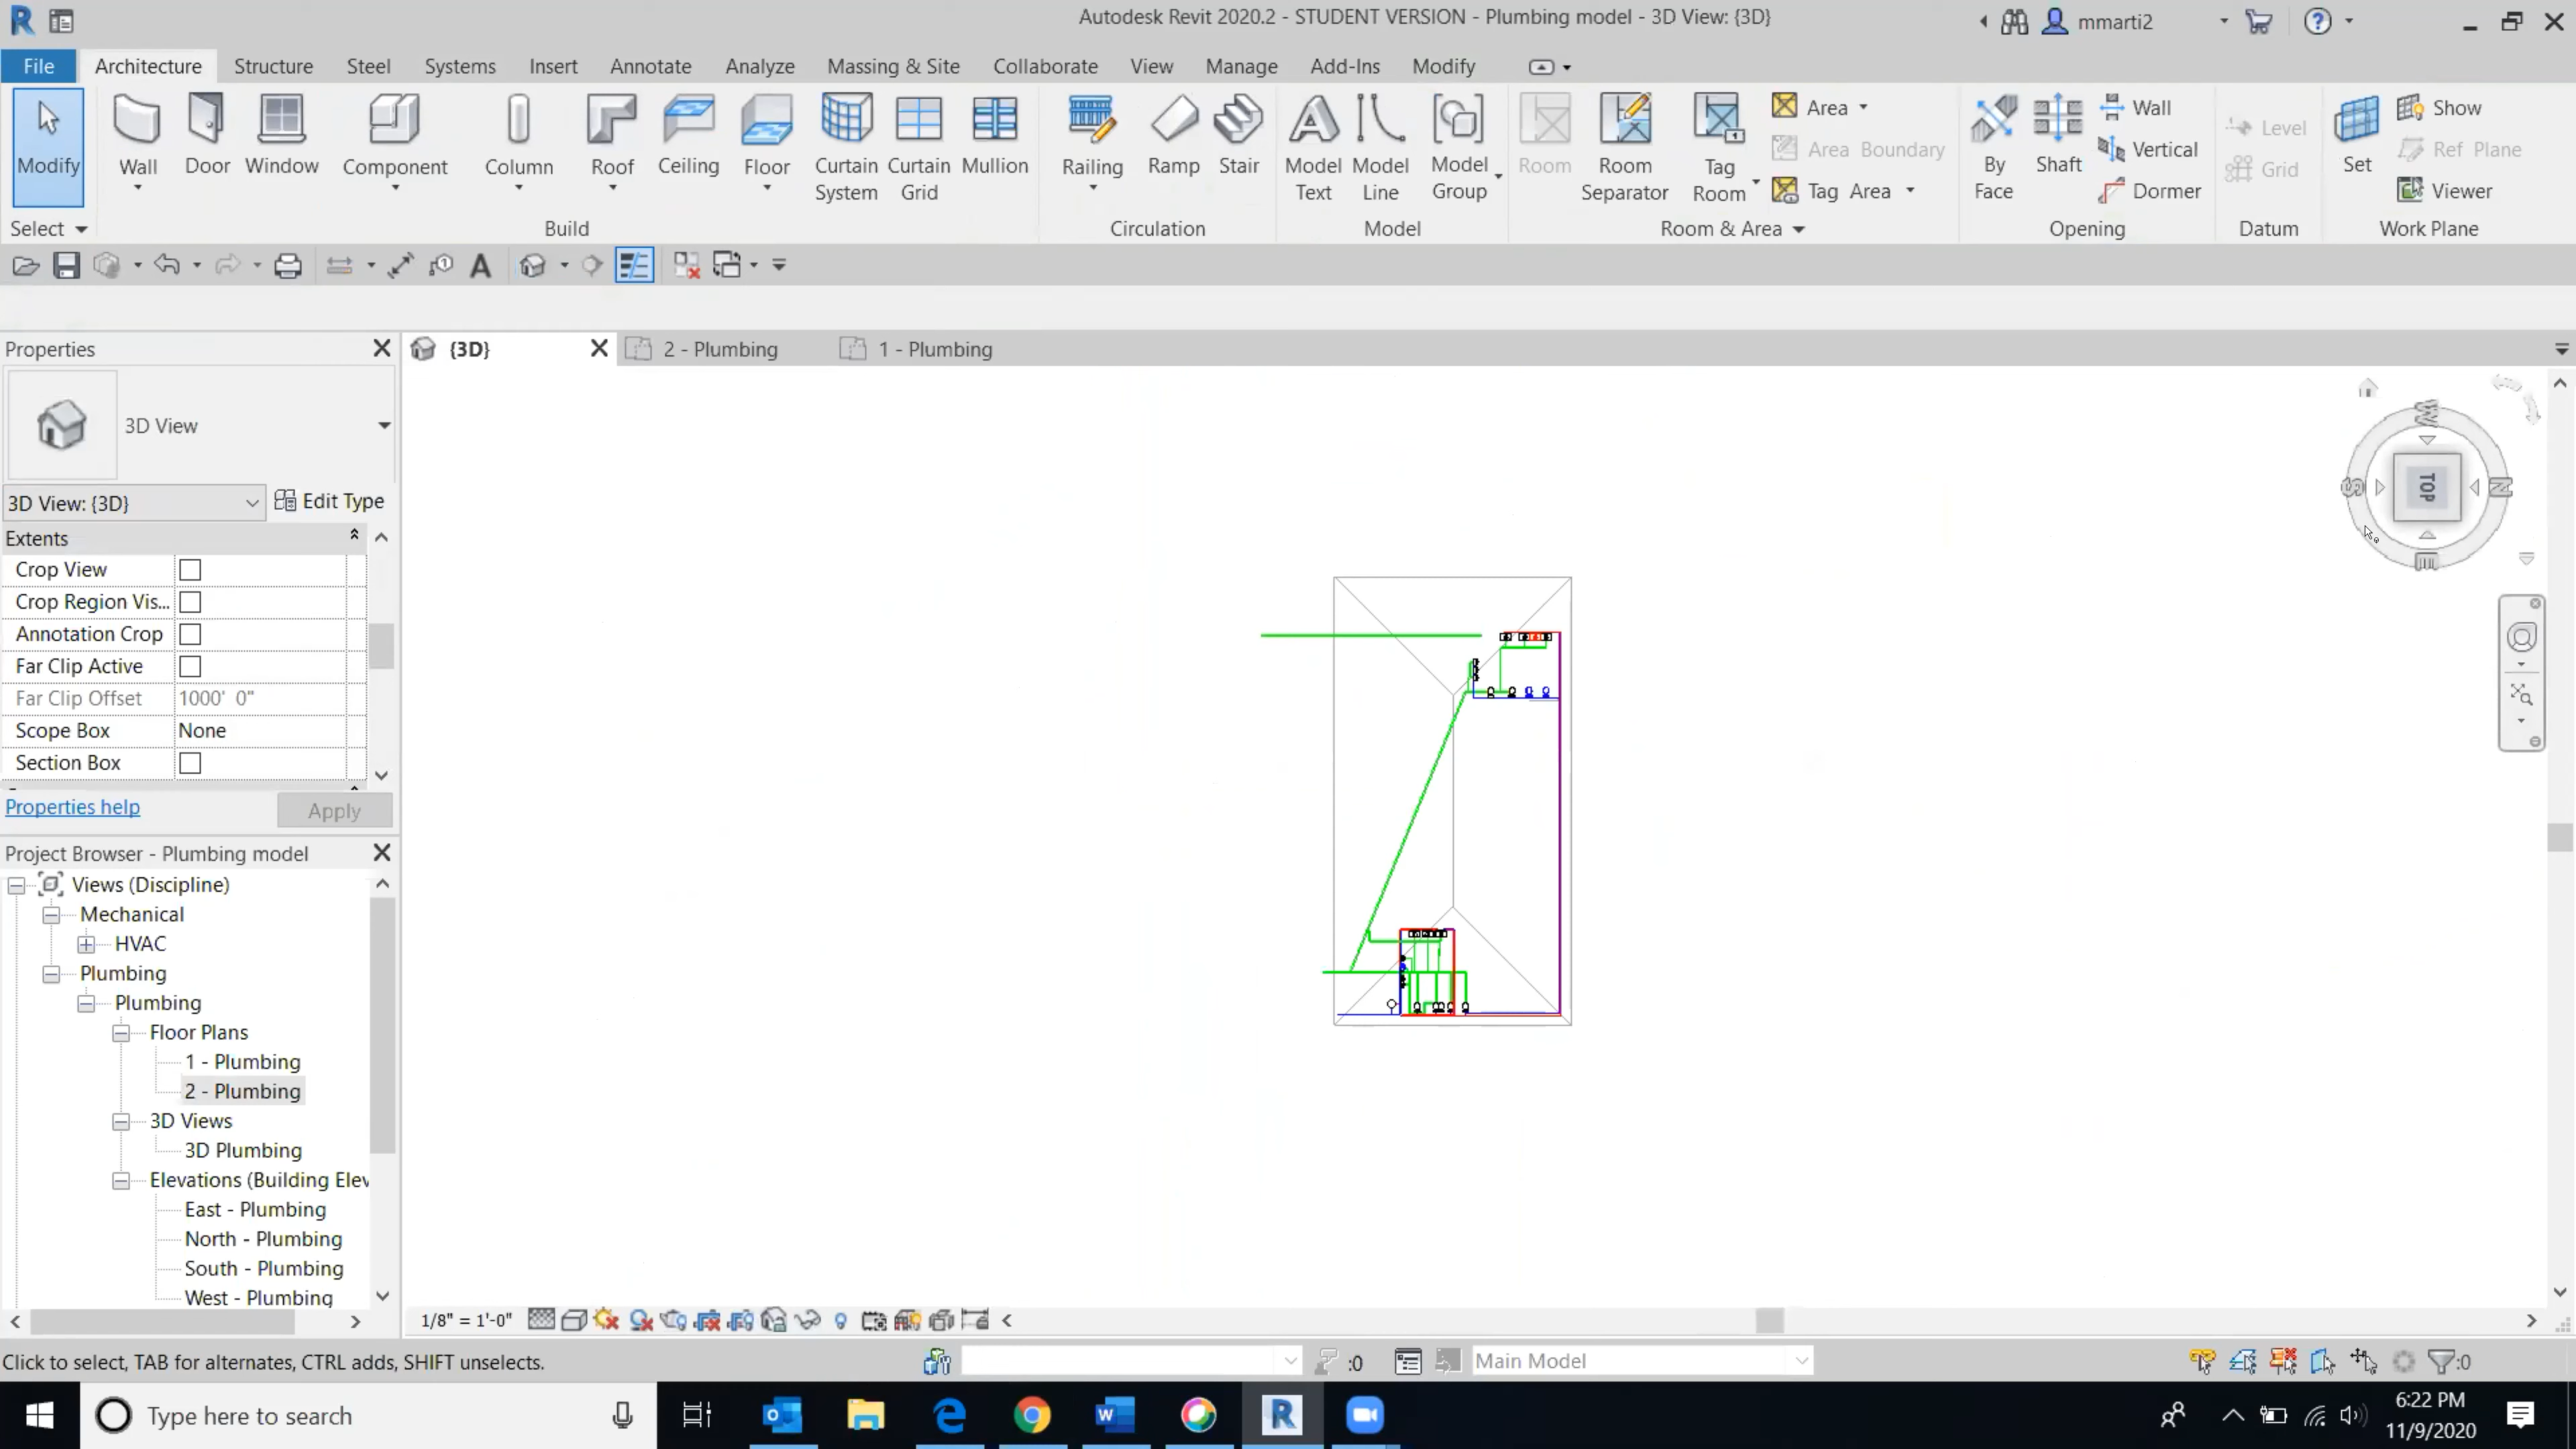 Autodesk Revit 2020.2 - STUDENT VERSION - Plumbing model - 3D View: {3D}
mmarti2
File Architecture Structure Steel Systems Insert Annotate Analyze Massing & Site Collaborate View Manage Add-Ins Modify
Modify
Wall
Door
Window
Component
Column
Roof
Ceiling
Floor
Curtain System
Curtain Grid
Mullion
Railing
Ramp
Stair
Model Text
Model Line
Model Group
Room
Room Separator
Tag Room
Area
Area Boundary
Tag Area
By Face
Shaft
Wall
Vertical
Dormer
Level
Grid
Set
Show
Ref Plane
Viewer
Select Build Circulation Model Room & Area Opening Datum Work Plane
Properties
{3D} 2 - Plumbing 1 - Plumbing
3D View
3D View: {3D} Edit Type
Extents
Crop View
Crop Region Vis...
Annotation Crop
Far Clip Active
Far Clip Offset 1000' 0"
Scope Box None
Section Box
Properties help Apply
Project Browser - Plumbing model
Views (Discipline)
Mechanical
HVAC
Plumbing
Plumbing
Floor Plans
1 - Plumbing
2 - Plumbing
3D Views
3D Plumbing
Elevations (Building Elev
East - Plumbing
North - Plumbing
South - Plumbing
West - Plumbing
W
S
TOP
N
E
1/8" = 1'-0"
Click to select, TAB for alternates, CTRL adds, SHIFT unselects.
:0
Main Model
:0
Type here to search
6:22 PM
11/9/2020